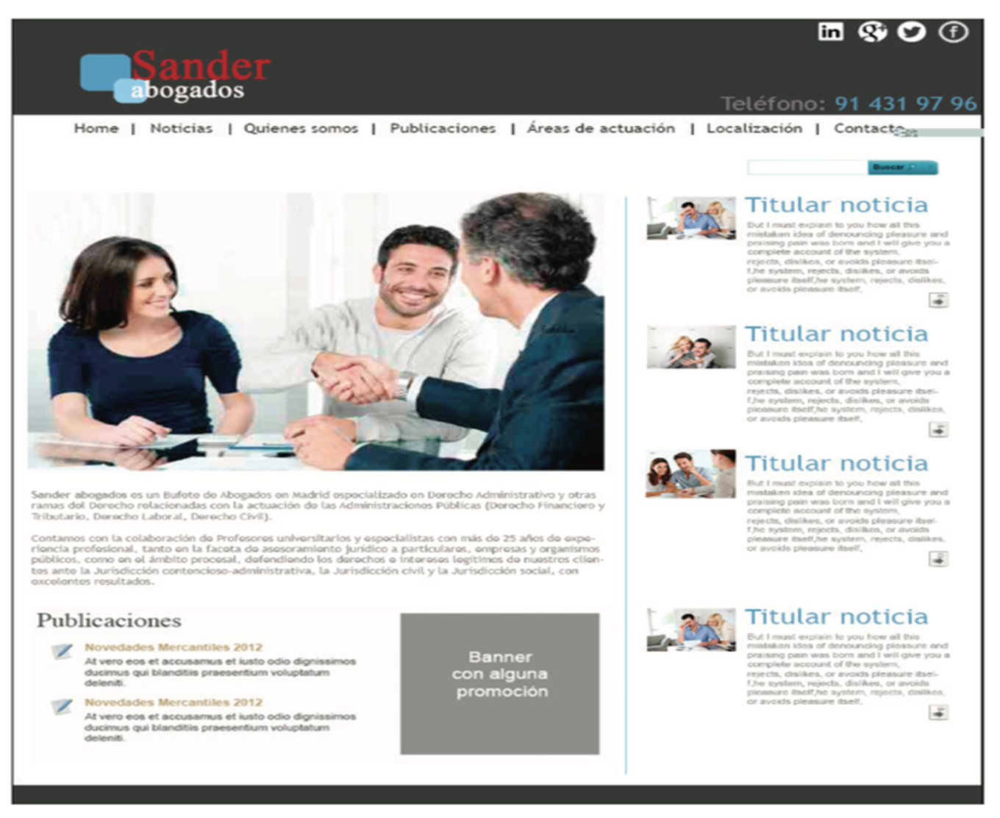 in g+ f
Sander
abogados
Teléfono: 91 431 97 96
Home | Noticias | Quienes somos | Publicaciones | Áreas de actuación | Localización | Contacto
Buscar
Titular noticia
But I must explain to you how all this
mistaken idea of denouncing pleasure and
praising pain was born and I will give you a
complete account of the system,
rejects, dislikes, or avoids pleasure itsel-
f,he system, rejects, dislikes, or avoids
pleasure itself,he system, rejects, dislikes,
or avoids pleasure itself,
Titular noticia
But I must explain to you how all this
mistaken idea of denouncing pleasure and
praising pain was born and I will give you a
complete account of the system,
rejects, dislikes, or avoids pleasure itsel-
f,he system, rejects, dislikes, or avoids
pleasure itself,he system, rejects, dislikes,
or avoids pleasure itself,
Titular noticia
But I must explain to you how all this
mistaken idea of denouncing pleasure and
praising pain was born and I will give you a
complete account of the system,
rejects, dislikes, or avoids pleasure itsel-
f,he system, rejects, dislikes, or avoids
pleasure itself,he system, rejects, dislikes,
or avoids pleasure itself,
Titular noticia
But I must explain to you how all this
mistaken idea of denouncing pleasure and
praising pain was born and I will give you a
complete account of the system,
rejects, dislikes, or avoids pleasure itsel-
f,he system, rejects, dislikes, or avoids
pleasure itself,he system, rejects, dislikes,
or avoids pleasure itself,
Sander abogados es un Bufete de Abogados en Madrid especializado en Derecho Administrativo y otras
ramas del Derecho relacionadas con la actuación de las Administraciones Públicas (Derecho Financiero y
Tributario, Derecho Laboral, Derecho Civil).
Contamos con la colaboración de Profesores universitarios y especialistas con más de 25 años de expe-
riencia profesional, tanto en la faceta de asesoramiento jurídico a particulares, empresas y organismos
públicos, como en el ámbito procesal, defendiendo los derechos e intereses legítimos de nuestros clien-
tes ante la Jurisdicción contencioso-administrativa, la Jurisdicción civil y la Jurisdicción social, con
excelentes resultados.
Publicaciones
Novedades Mercantiles 2012
At vero eos et accusamus et iusto odio dignissimos
ducimus qui blanditiis praesentium voluptatum
deleniti.
Novedades Mercantiles 2012
At vero eos et accusamus et iusto odio dignissimos
ducimus qui blanditiis praesentium voluptatum
deleniti.
Banner
con alguna
promoción